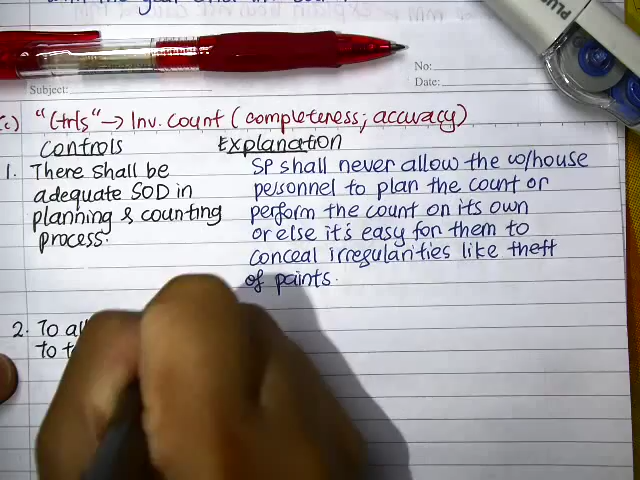 No:
Date:
Subject:
(c) "Ctrls" → Inv. count (completeness; accuracy)
Controls Explanation
1. There shall be adequate SOD in planning & counting process.
SP shall never allow the w/house
personnel to plan the count or
perform the count on its own
or else it's easy for them to
conceal irregularities like theft
of paints.
2. To
to
PLUS